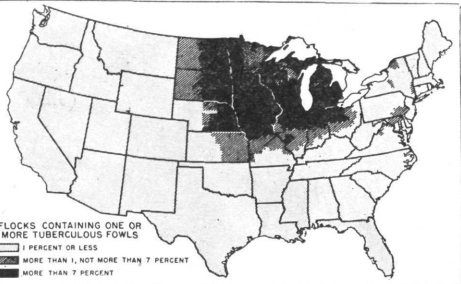 FLOCKS CONTAINING ONE OR
MORE TUBERCULOUS FOWLS
1 PERCENT OR LESS
MORE THAN 1, NOT MORE THAN 7 PERCENT
MORE THAN 7 PERCENT